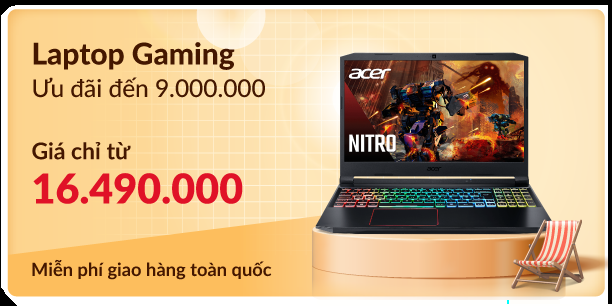 Laptop Gaming
Ưu đãi đến 9.000.000
Giá chỉ từ
16.490.000
Miễn phí giao hàng toàn quốc
acer
NITRO
acer